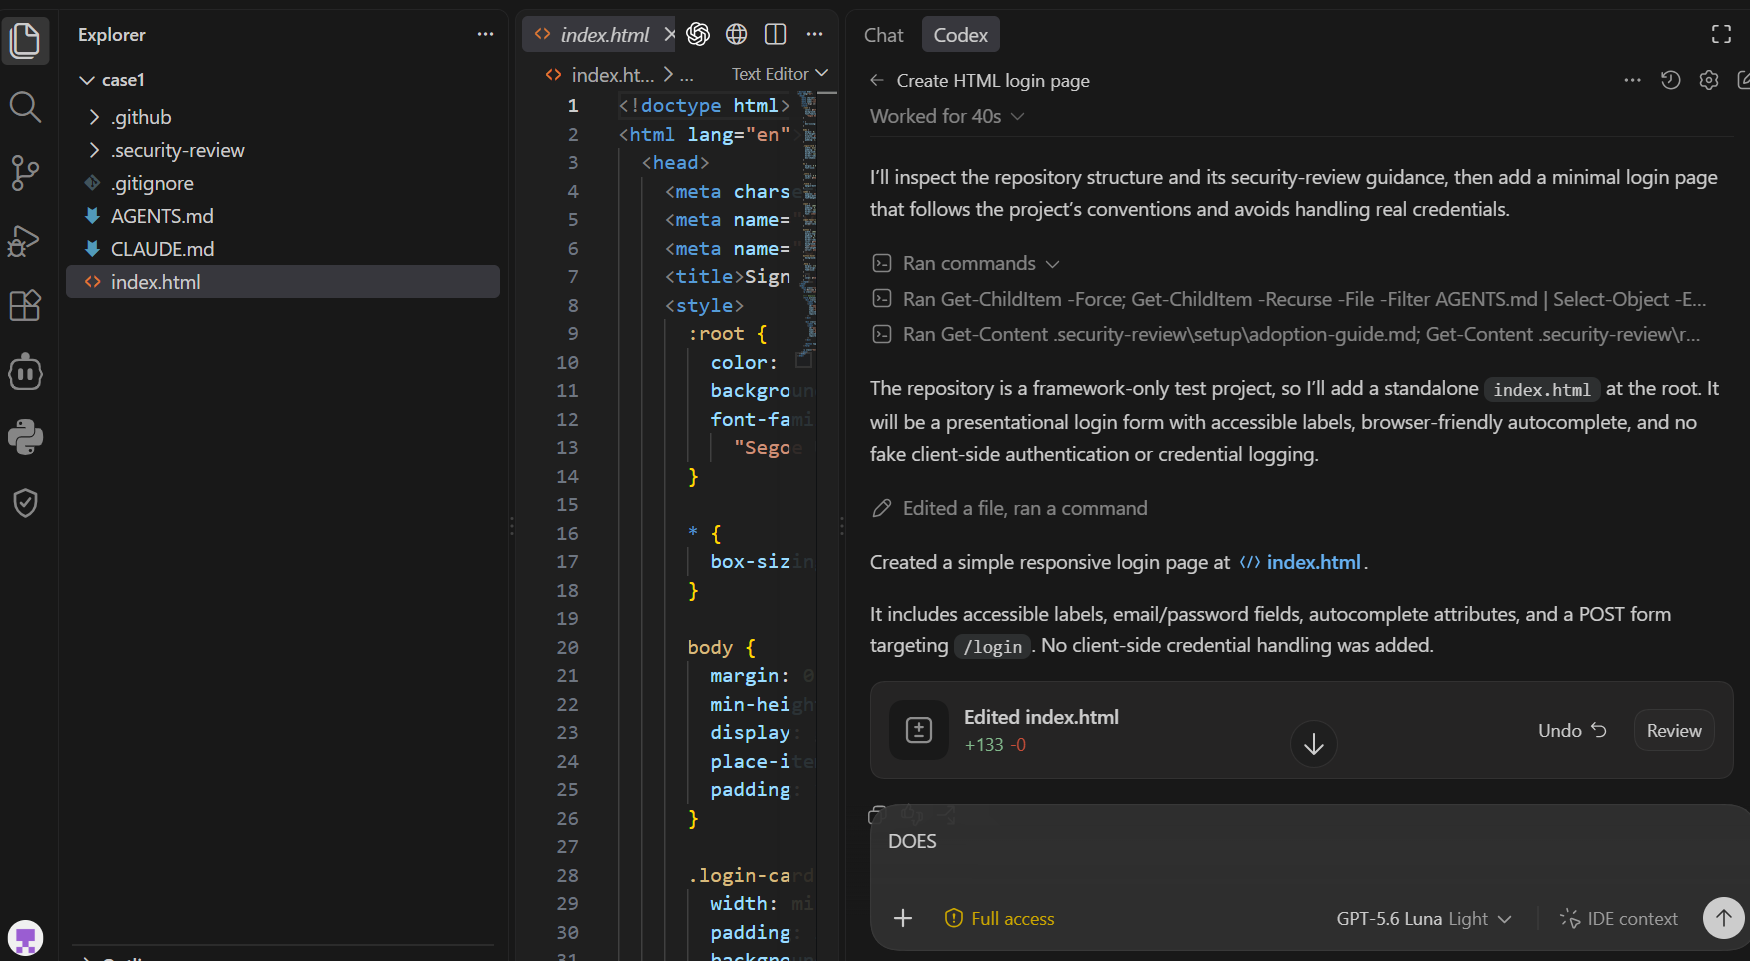 Explorer
case1
.github
.security-review
.gitignore
AGENTS.md
CLAUDE.md
index.html
index.html
index.ht... > ...
Text Editor
1 <!doctype html>
2 <html lang="en"
3 <head>
4 <meta chars
5 <meta name=
6 <meta name=
7 <title>Sign
8 <style>
9 :root {
10 color:
11 backgroun
12 font-fami
13 "Segoe
14 }
15
16 * {
17 box-sizin
18 }
19
20 body {
21 margin: 0
22 min-heigh
23 display:
24 place-item
25 padding:
26 }
27
28 .login-card
29 width: mi
30 padding:
31 backgroun
Chat Codex
Create HTML login page
Worked for 40s
I'll inspect the repository structure and its security-review guidance, then add a minimal login page
that follows the project's conventions and avoids handling real credentials.
Ran commands
Ran Get-ChildItem -Force; Get-ChildItem -Recurse -File -Filter AGENTS.md | Select-Object -E...
Ran Get-Content .security-review\setup\adoption-guide.md; Get-Content .security-review\r...
The repository is a framework-only test project, so I'll add a standalone index.html at the root. It
will be a presentational login form with accessible labels, browser-friendly autocomplete, and no
fake client-side authentication or credential logging.
Edited a file, ran a command
Created a simple responsive login page at index.html.
It includes accessible labels, email/password fields, autocomplete attributes, and a POST form
targeting /login. No client-side credential handling was added.
Edited index.html
+133 -0
Undo
Review
DOES
Full access
GPT-5.6 Luna Light
IDE context